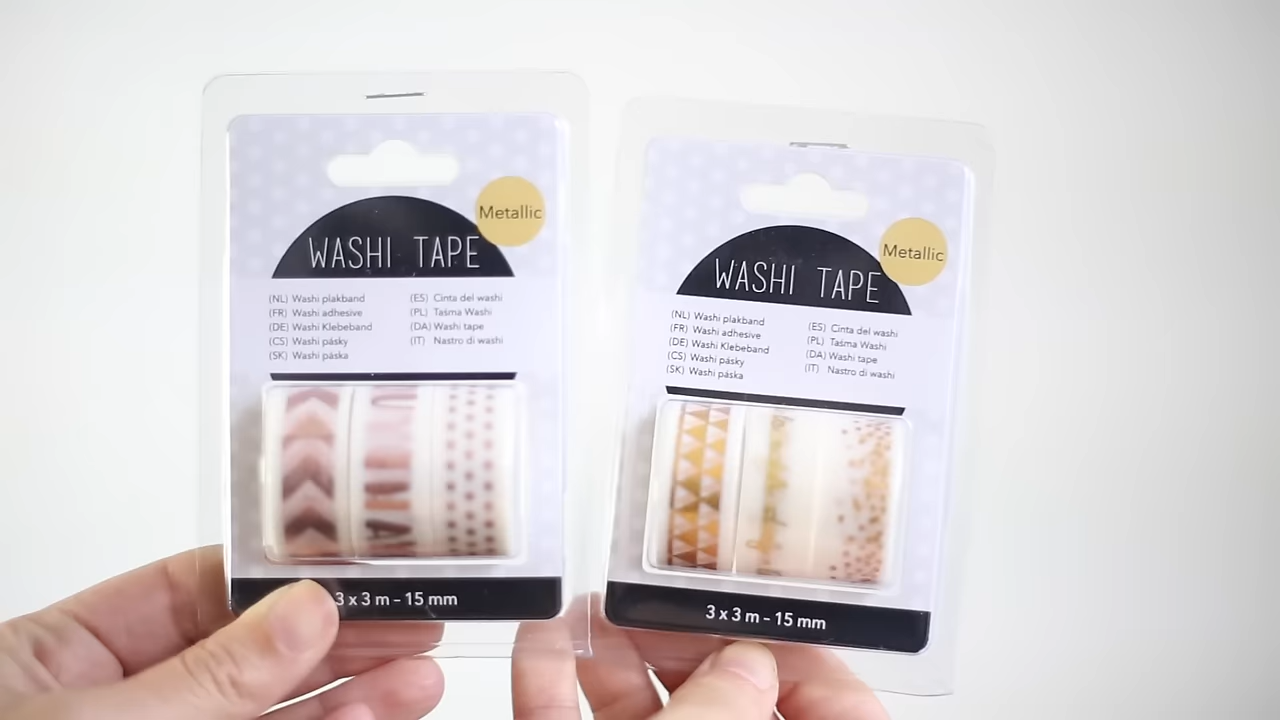 Metallic
WASHI TAPE
(NL) Washi plakband
(FR) Washi adhesive
(DE) Washi Klebeband
(CS) Washi pásky
(SK) Washi páska
(ES) Cinta del washi
(PL) Taśma Washi
(DA) Washi tape
(IT) Nastro di washi
3 x 3 m – 15 mm
Metallic
WASHI TAPE
(NL) Washi plakband
(FR) Washi adhesive
(DE) Washi Klebeband
(CS) Washi pásky
(SK) Washi páska
(ES) Cinta del washi
(PL) Taśma Washi
(DA) Washi tape
(IT) Nastro di washi
3 x 3 m – 15 mm